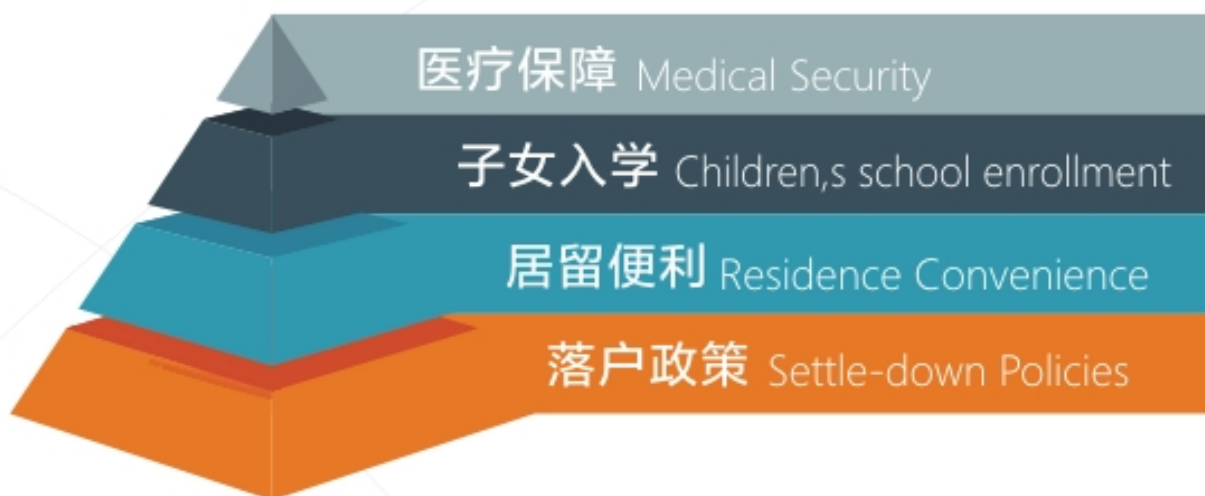 医疗保障 Medical Security
子女入学 Children,s school enrollment
居留便利 Residence Convenience
落户政策 Settle-down Policies